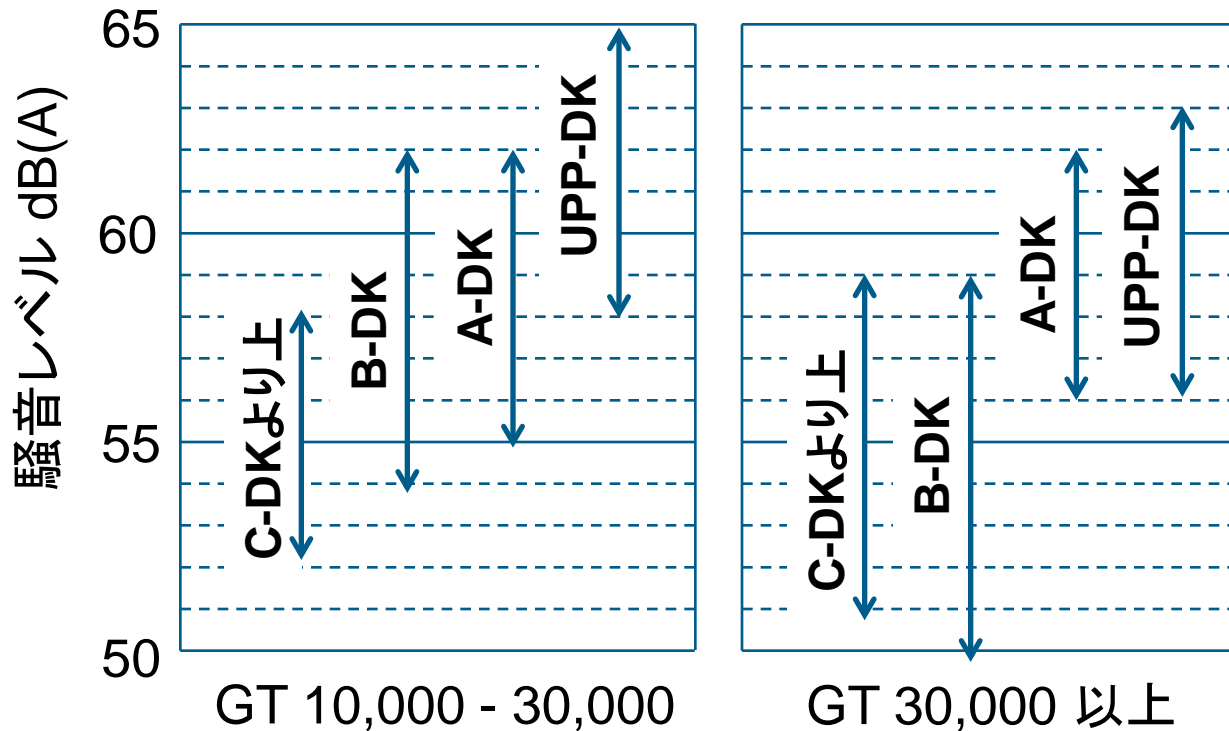 騒音レベル dB(A)
65
60
55
50
C-DKより上
B-DK
A-DK
UPP-DK
GT 10,000 - 30,000
C-DKより上
B-DK
A-DK
UPP-DK
GT 30,000 以上